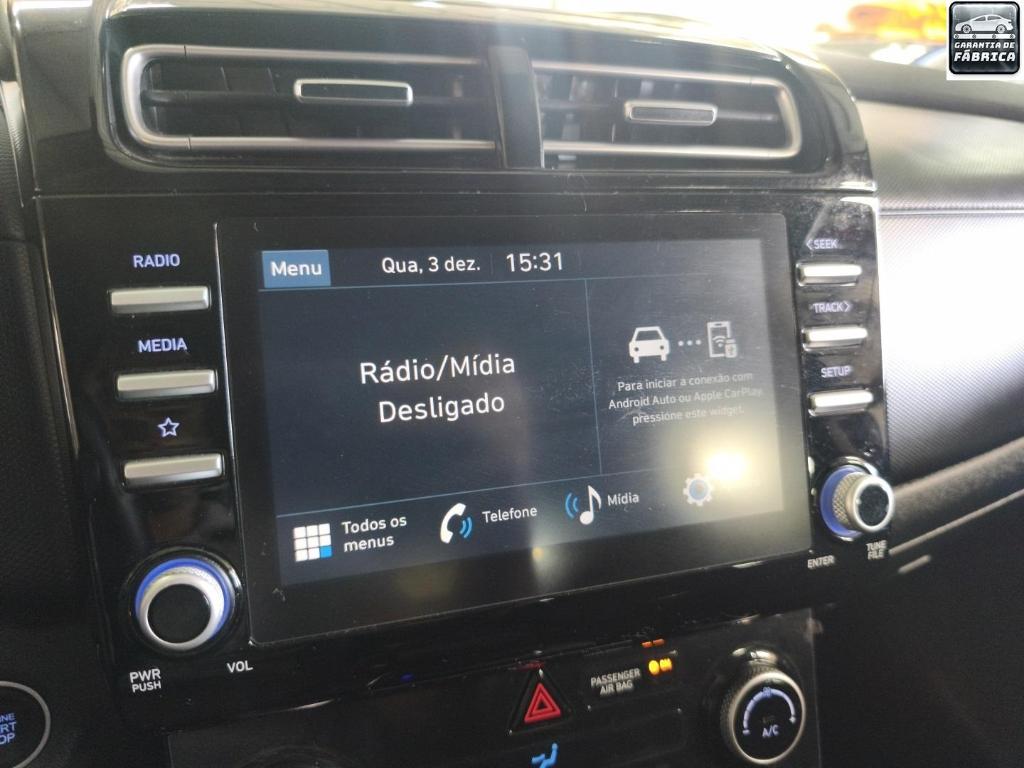 GARANTIA DE
FÁBRICA
RADIO
MEDIA
Menu
Qua, 3 dez.
15:31
Rádio/Mídia
Desligado
Para iniciar a conexão com
Android Auto ou Apple CarPlay,
pressione este widget.
Todos os
menus
Telefone
Mídia
<SEEK
TRACK>
SETUP
PWR
PUSH
VOL
ENTER
TUNE
FILE
PASSENGER
AIR BAG
ON
A/C